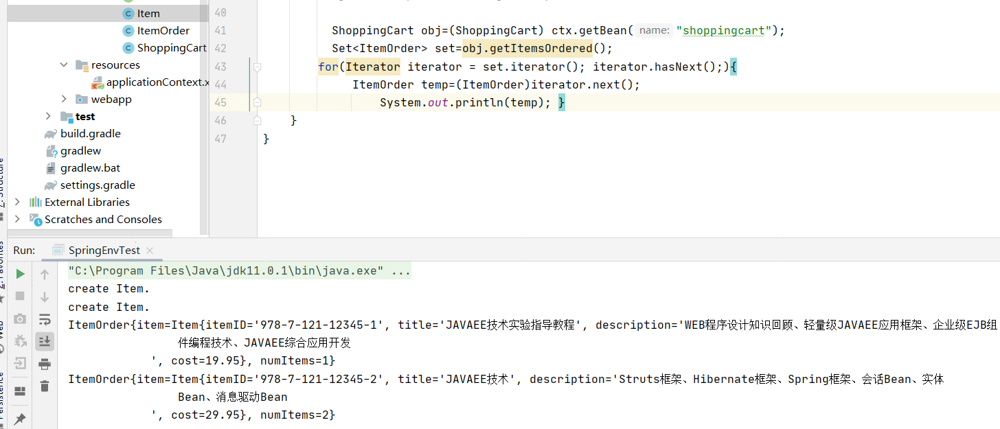 Item
ItemOrder
ShoppingCart
resources
applicationContext.x
webapp
test
build.gradle
gradlew
gradlew.bat
settings.gradle
External Libraries
Scratches and Consoles
40
41 ShoppingCart obj=(ShoppingCart) ctx.getBean( name: "shoppingcart");
42 Set<ItemOrder> set=obj.getItemsOrdered();
43 for(Iterator iterator = set.iterator(); iterator.hasNext();){
44 ItemOrder temp=(ItemOrder)iterator.next();
45 System.out.println(temp); }
46 }
47 }
Run: SpringEnvTest
"C:\Program Files\Java\jdk11.0.1\bin\java.exe" ...
create Item.
create Item.
ItemOrder{item=Item{itemID='978-7-121-12345-1', title='JAVAEE技术实验指导教程', description='WEB程序设计知识回顾、轻量级JAVAEE应用框架、企业级EJB组
件编程技术、JAVAEE综合应用开发
', cost=19.95}, numItems=1}
ItemOrder{item=Item{itemID='978-7-121-12345-2', title='JAVAEE技术', description='Struts框架、Hibernate框架、Spring框架、会话Bean、实体
Bean、消息驱动Bean
', cost=29.95}, numItems=2}